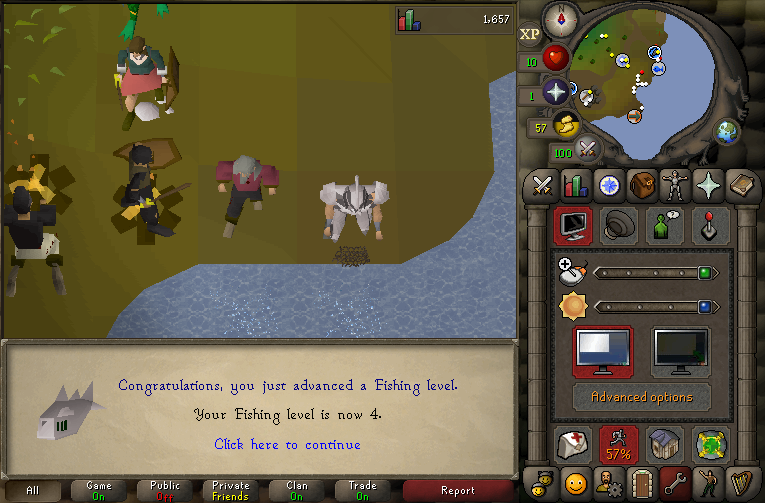 1,657
XP
N
10
1
57
100
Advanced options
57%
Congratulations, you just advanced a Fishing level.
Your Fishing level is now 4.
Click here to continue
All
Game
On
Public
Off
Private
Friends
Clan
On
Trade
On
Report